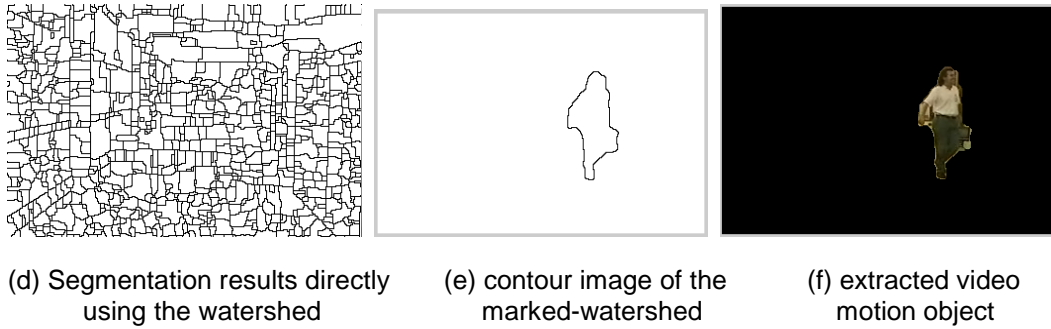 (d) Segmentation results directly
using the watershed
(e) contour image of the
marked-watershed
(f) extracted video
motion object